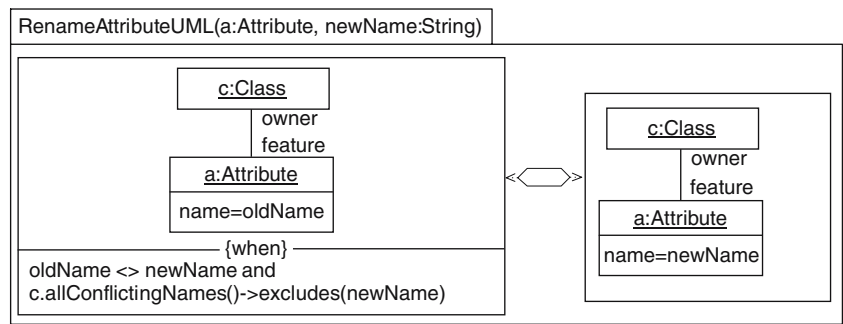 RenameAttributeUML(a:Attribute, newName:String)
c:Class
owner
feature
a:Attribute
name=oldName
{when}
oldName <> newName and
c.allConflictingNames()->excludes(newName)
c:Class
owner
feature
a:Attribute
name=newName